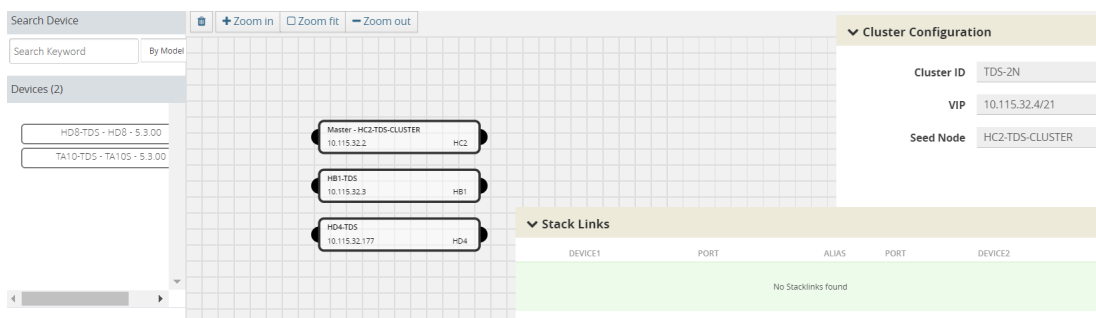 Search Device
Search Keyword
By Model
Devices (2)
HD8-TDS - HD8 - 5.3.00
TA10-TDS - TA10S - 5.3.00
Zoom in
Zoom fit
Zoom out
Master - HC2-TDS-CLUSTER
10.115.32.2 HC2
HB1-TDS
10.115.32.3 HB1
HD4-TDS
10.115.32.177 HD4
Cluster Configuration
Cluster ID TDS-2N
VIP 10.115.32.4/21
Seed Node HC2-TDS-CLUSTER
Stack Links
DEVICE1 PORT ALIAS PORT DEVICE2
No Stacklinks found